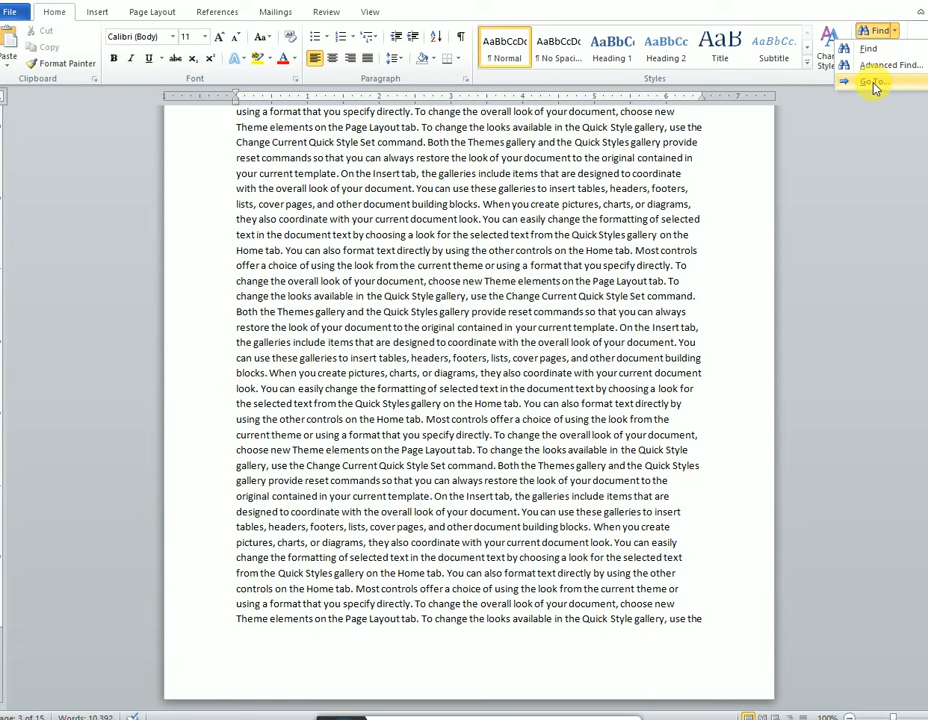 File Home Insert Page Layout References Mailings Review View
Cut
Copy
Paste
Format Painter
Clipboard
Calibri (Body) 11
Font
Paragraph
AaBbCcDc AaBbCcDc AaBbC AaBbCc AaB AaBbCc.
¶ Normal ¶ No Spaci... Heading 1 Heading 2 Title Subtitle
Styles
Find
Find
Advanced Find...
Go To...
1 2 3 4 5 6 7
using a format that you specify directly. To change the overall look of your document, choose new
Theme elements on the Page Layout tab. To change the looks available in the Quick Style gallery, use the
Change Current Quick Style Set command. Both the Themes gallery and the Quick Styles gallery provide
reset commands so that you can always restore the look of your document to the original contained in
your current template. On the Insert tab, the galleries include items that are designed to coordinate
with the overall look of your document. You can use these galleries to insert tables, headers, footers,
lists, cover pages, and other document building blocks. When you create pictures, charts, or diagrams,
they also coordinate with your current document look. You can easily change the formatting of selected
text in the document text by choosing a look for the selected text from the Quick Styles gallery on the
Home tab. You can also format text directly by using the other controls on the Home tab. Most controls
offer a choice of using the look from the current theme or using a format that you specify directly. To
change the overall look of your document, choose new Theme elements on the Page Layout tab. To
change the looks available in the Quick Style gallery, use the Change Current Quick Style Set command.
Both the Themes gallery and the Quick Styles gallery provide reset commands so that you can always
restore the look of your document to the original contained in your current template. On the Insert tab,
the galleries include items that are designed to coordinate with the overall look of your document. You
can use these galleries to insert tables, headers, footers, lists, cover pages, and other document building
blocks. When you create pictures, charts, or diagrams, they also coordinate with your current document
look. You can easily change the formatting of selected text in the document text by choosing a look for
the selected text from the Quick Styles gallery on the Home tab. You can also format text directly by
using the other controls on the Home tab. Most controls offer a choice of using the look from the
current theme or using a format that you specify directly. To change the overall look of your document,
choose new Theme elements on the Page Layout tab. To change the looks available in the Quick Style
gallery, use the Change Current Quick Style Set command. Both the Themes gallery and the Quick Styles
gallery provide reset commands so that you can always restore the look of your document to the
original contained in your current template. On the Insert tab, the galleries include items that are
designed to coordinate with the overall look of your document. You can use these galleries to insert
tables, headers, footers, lists, cover pages, and other document building blocks. When you create
pictures, charts, or diagrams, they also coordinate with your current document look. You can easily
change the formatting of selected text in the document text by choosing a look for the selected text
from the Quick Styles gallery on the Home tab. You can also format text directly by using the other
controls on the Home tab. Most controls offer a choice of using the look from the current theme or
using a format that you specify directly. To change the overall look of your document, choose new
Theme elements on the Page Layout tab. To change the looks available in the Quick Style gallery, use the
age: 3 of 15 Words: 10,392 100%